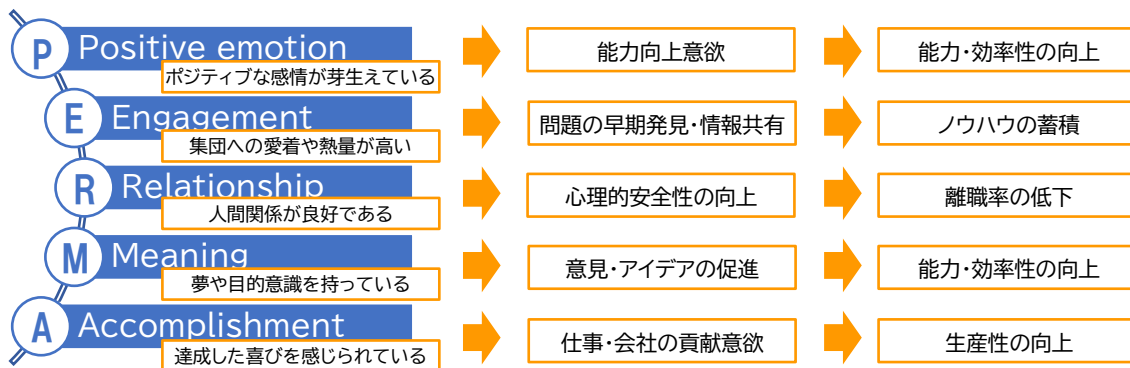 P Positive emotion
ポジティブな感情が芽生えている
能力向上意欲
能力・効率性の向上
E Engagement
集団への愛着や熱量が高い
問題の早期発見・情報共有
ノウハウの蓄積
R Relationship
人間関係が良好である
心理的安全性の向上
離職率の低下
M Meaning
夢や目的意識を持っている
意見・アイデアの促進
能力・効率性の向上
A Accomplishment
達成した喜びを感じられている
仕事・会社の貢献意欲
生産性の向上